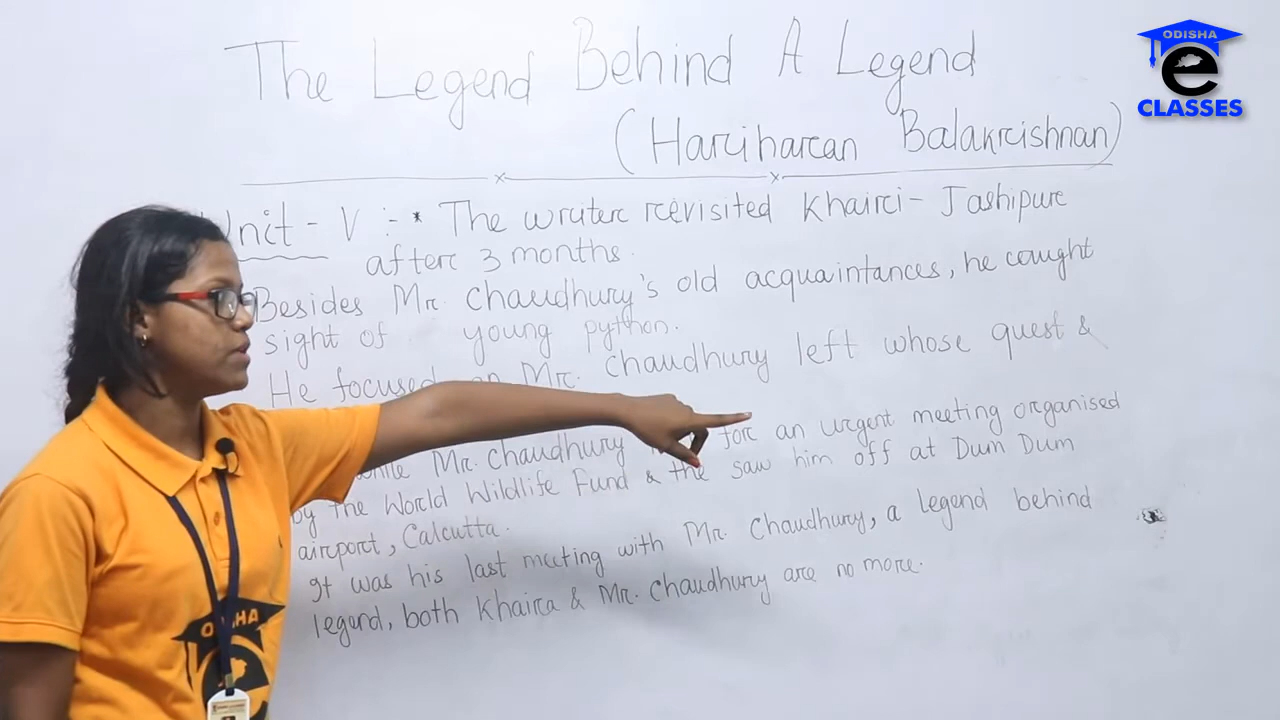 The Legend Behind A Legend
(Hariharan Balakrishnan)
Unit - V :- * The writer revisited Khairi - Jashipur
after 3 months.
Besides Mr. Chaudhury's old acquaintances, he caught
sight of young python.
He focused on Mr. Chaudhury left whose quest &
Mr. Chaudhury for an urgent meeting organised
by the World Wildlife Fund & the saw him off at Dum Dum
airport, Calcutta.
It was his last meeting with Mr. Chaudhury, a legend behind
legend, both Khaira & Mr. Chaudhury are no more.
ODISHA
e
CLASSES
ODISHA
e